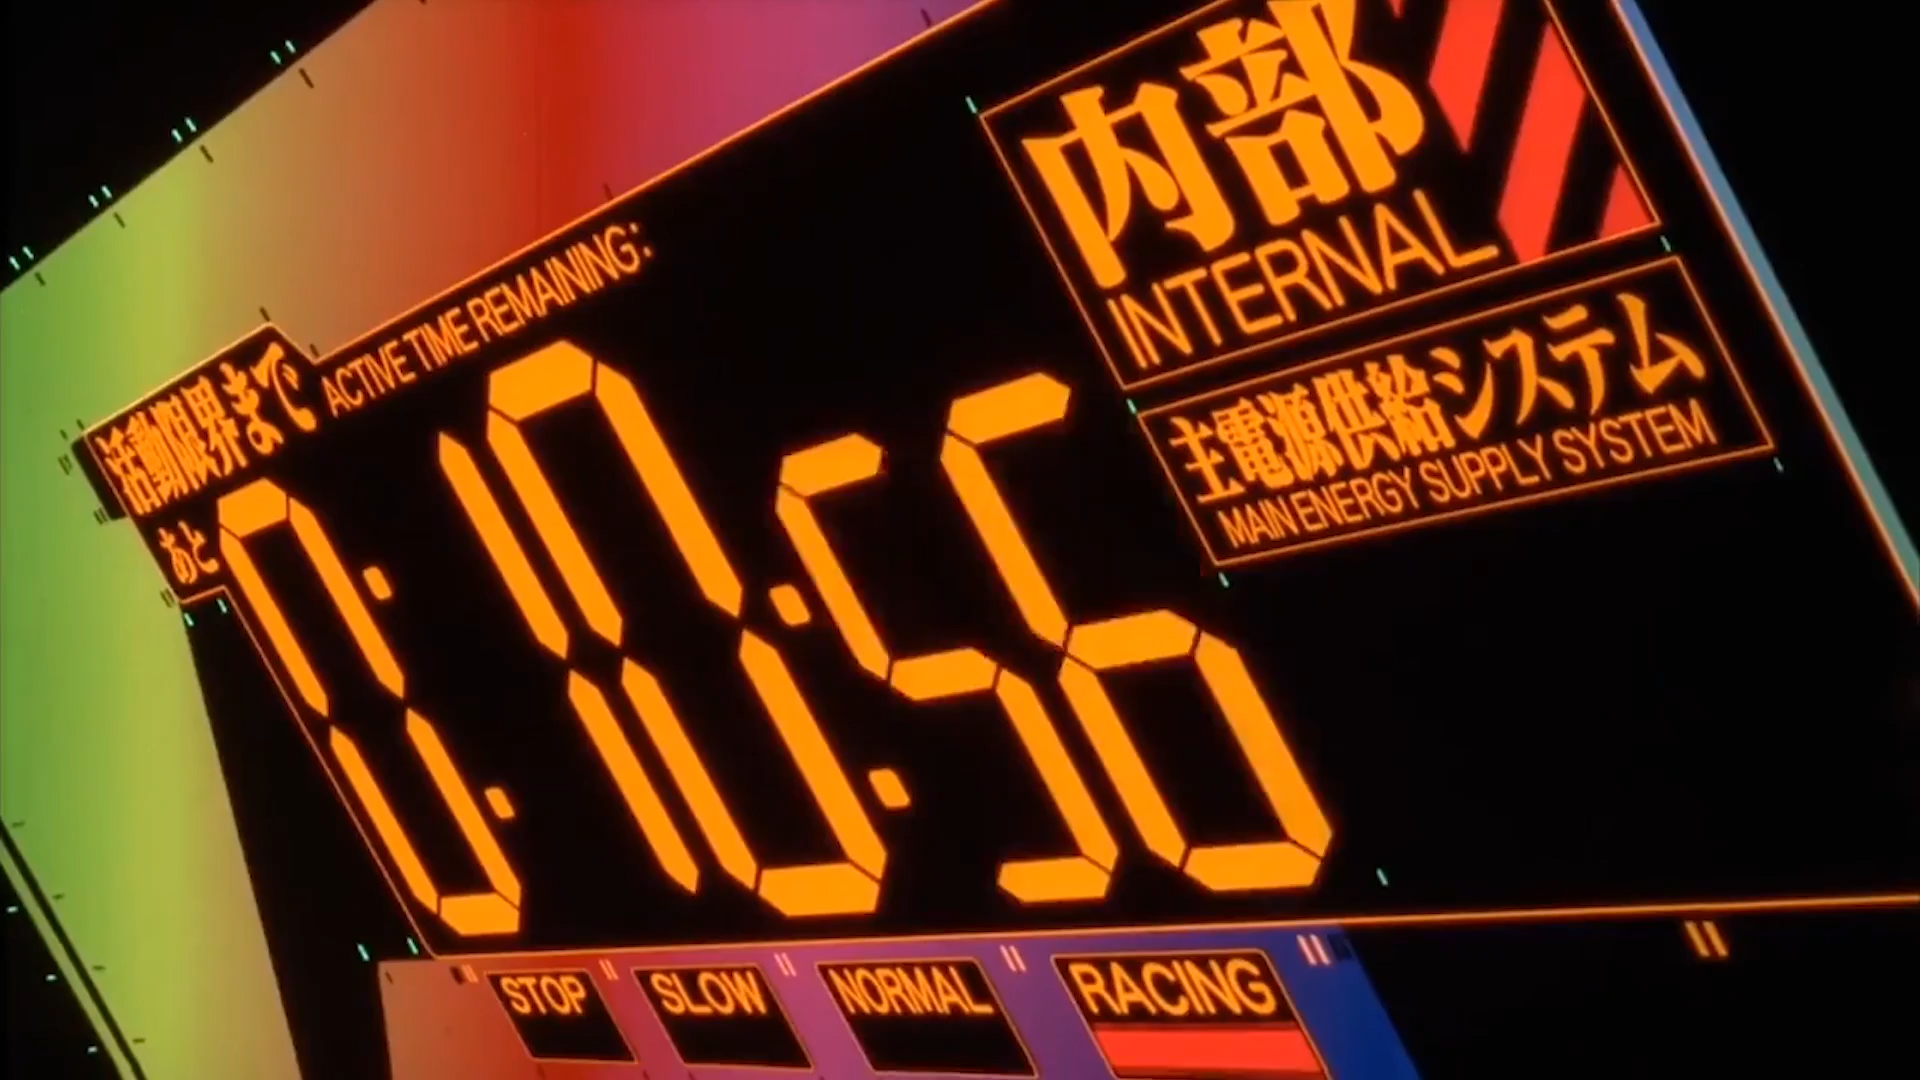 内部
INTERNAL
主電源供給システム
MAIN ENERGY SUPPLY SYSTEM
活動限界まで
ACTIVE TIME REMAINING:
あと
0:10:56
STOP
SLOW
NORMAL
RACING